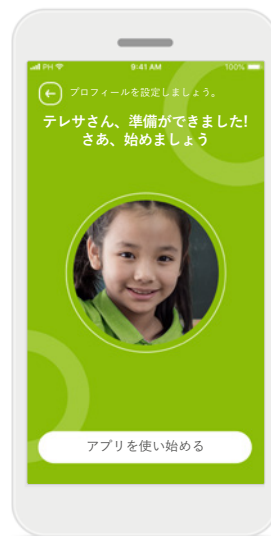 PH 9:41 AM 100%
プロフィールを設定しましょう。
テレサさん、準備ができました!
さあ、始めましょう
アプリを使い始める